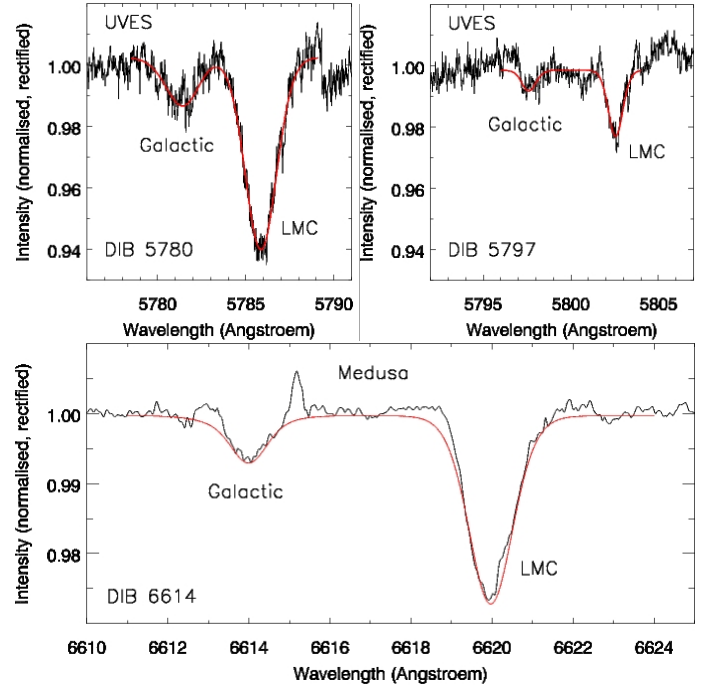 UVES
Intensity (normalised, rectified)
1.00
0.98
0.96
0.94
Galactic
LMC
DIB 5780
5780 5785 5790
Wavelength (Angstroem)
UVES
Intensity (normalised, rectified)
1.00
0.98
0.96
0.94
Galactic
LMC
DIB 5797
5795 5800 5805
Wavelength (Angstroem)
Medusa
Intensity (normalised, rectified)
1.00
0.99
0.98
Galactic
LMC
DIB 6614
6610 6612 6614 6616 6618 6620 6622 6624
Wavelength (Angstroem)